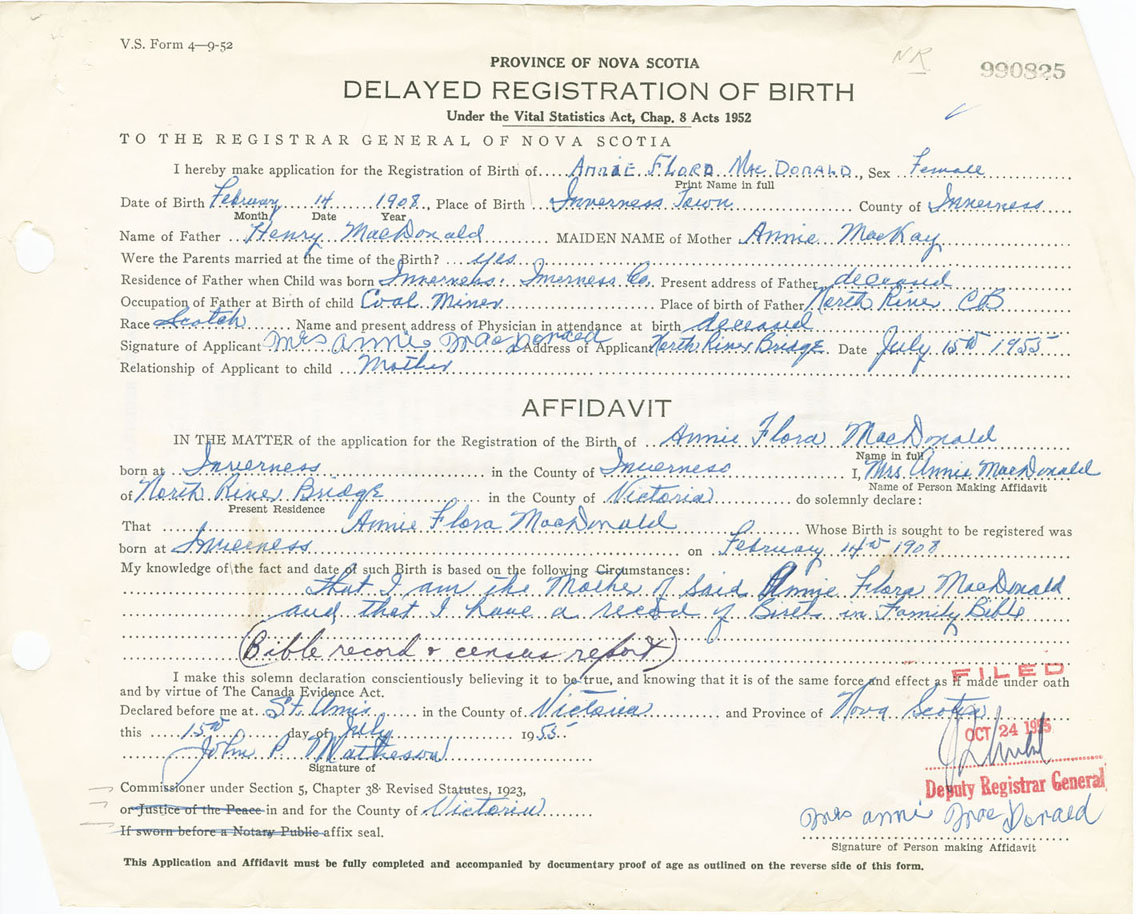 V.S. Form 4—9-52
NR
990825
PROVINCE OF NOVA SCOTIA
DELAYED REGISTRATION OF BIRTH
Under the Vital Statistics Act, Chap. 8 Acts 1952
TO THE REGISTRAR GENERAL OF NOVA SCOTIA
I hereby make application for the Registration of Birth of Annie Flora MacDonald, Sex Female
Print Name in full
Date of Birth February 14 1908, Place of Birth Inverness Town County of Inverness
Month Date Year
Name of Father Henry MacDonald MAIDEN NAME of Mother Annie MacKay
Were the Parents married at the time of the Birth? yes
Residence of Father when Child was born Inverness: Inverness Co. Present address of Father deceased
Occupation of Father at Birth of child Coal Miner Place of birth of Father North River CB
Race Scotch Name and present address of Physician in attendance at birth deceased
Signature of Applicant Mrs Annie MacDonald Address of Applicant North River Bridge Date July 15th 1955
Relationship of Applicant to child Mother
AFFIDAVIT
IN THE MATTER of the application for the Registration of the Birth of Annie Flora MacDonald
Name in full
born at Inverness in the County of Inverness I, Mrs. Annie MacDonald
Name of Person Making Affidavit
of North River Bridge in the County of Victoria do solemnly declare:
Present Residence
That Annie Flora MacDonald Whose Birth is sought to be registered was
born at Inverness on February 14th 1908
My knowledge of the fact and date of such Birth is based on the following Circumstances:
That I am the Mother of said Annie Flora MacDonald
and that I have a record of Birth in Family Bible
(Bible record & census report)
I make this solemn declaration conscientiously believing it to be true, and knowing that it is of the same force and effect as if made under oath
and by virtue of The Canada Evidence Act.
FILED
Declared before me at St. Anns in the County of Victoria and Province of Nova Scotia
this 15th day of July 1955
OCT 24 1955
John P. Matheson
Signature of
Deputy Registrar General
Commissioner under Section 5, Chapter 38 Revised Statutes, 1923,
or Justice of the Peace in and for the County of Victoria
Mrs Annie MacDonald
If sworn before a Notary Public affix seal.
Signature of Person making Affidavit
This Application and Affidavit must be fully completed and accompanied by documentary proof of age as outlined on the reverse side of this form.